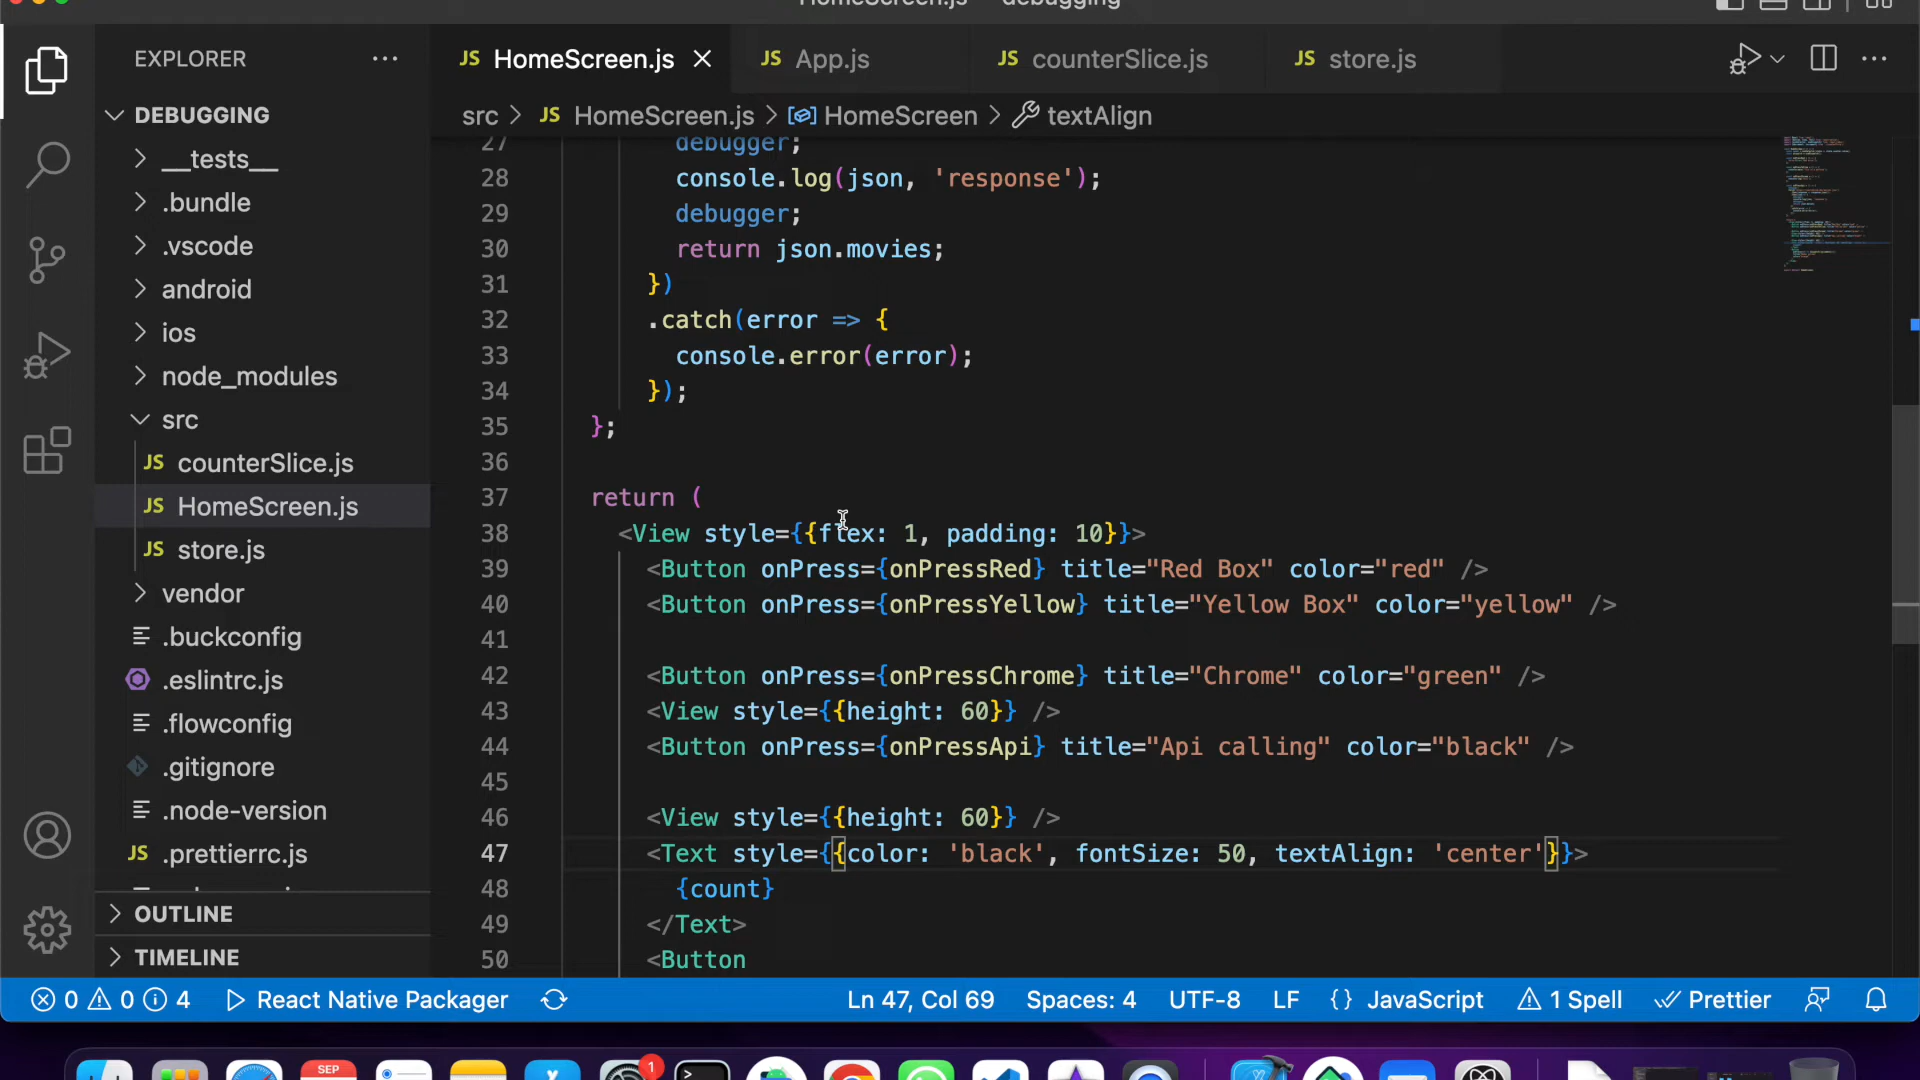 HomeScreen.js — debugging
EXPLORER
HomeScreen.js
App.js
counterSlice.js
store.js
DEBUGGING
src > JS HomeScreen.js > HomeScreen > textAlign
__tests__
.bundle
.vscode
android
ios
node_modules
src
JS counterSlice.js
JS HomeScreen.js
JS store.js
vendor
.buckconfig
.eslintrc.js
.flowconfig
.gitignore
.node-version
JS .prettierrc.js
OUTLINE
TIMELINE
27 debugger;
28 console.log(json, 'response');
29 debugger;
30 return json.movies;
31 })
32 .catch(error => {
33 console.error(error);
34 });
35 };
36
37 return (
38 <View style={{flex: 1, padding: 10}}>
39 <Button onPress={onPressRed} title="Red Box" color="red" />
40 <Button onPress={onPressYellow} title="Yellow Box" color="yellow" />
41
42 <Button onPress={onPressChrome} title="Chrome" color="green" />
43 <View style={{height: 60}} />
44 <Button onPress={onPressApi} title="Api calling" color="black" />
45
46 <View style={{height: 60}} />
47 <Text style={{color: 'black', fontSize: 50, textAlign: 'center'}}>
48 {count}
49 </Text>
50 <Button
0 0 4 React Native Packager Ln 47, Col 69 Spaces: 4 UTF-8 LF {} JavaScript 1 Spell Prettier
SEP
1